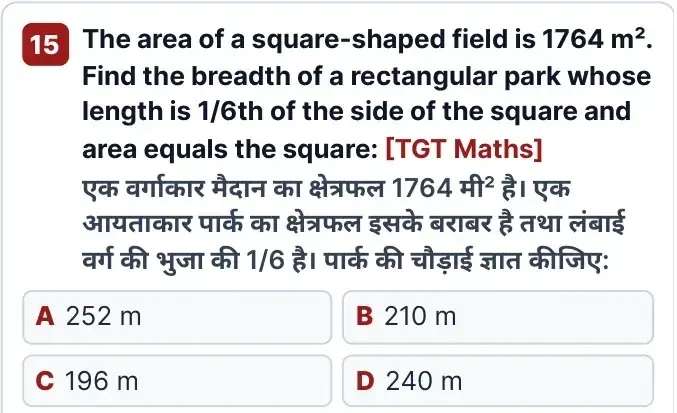 15 The area of a square-shaped field is 1764 m².
Find the breadth of a rectangular park whose
length is 1/6th of the side of the square and
area equals the square: [TGT Maths]
एक वर्गाकार मैदान का क्षेत्रफल 1764 मी² है। एक
आयताकार पार्क का क्षेत्रफल इसके बराबर है तथा लंबाई
वर्ग की भुजा की 1/6 है। पार्क की चौड़ाई ज्ञात कीजिए:
A 252 m
B 210 m
C 196 m
D 240 m